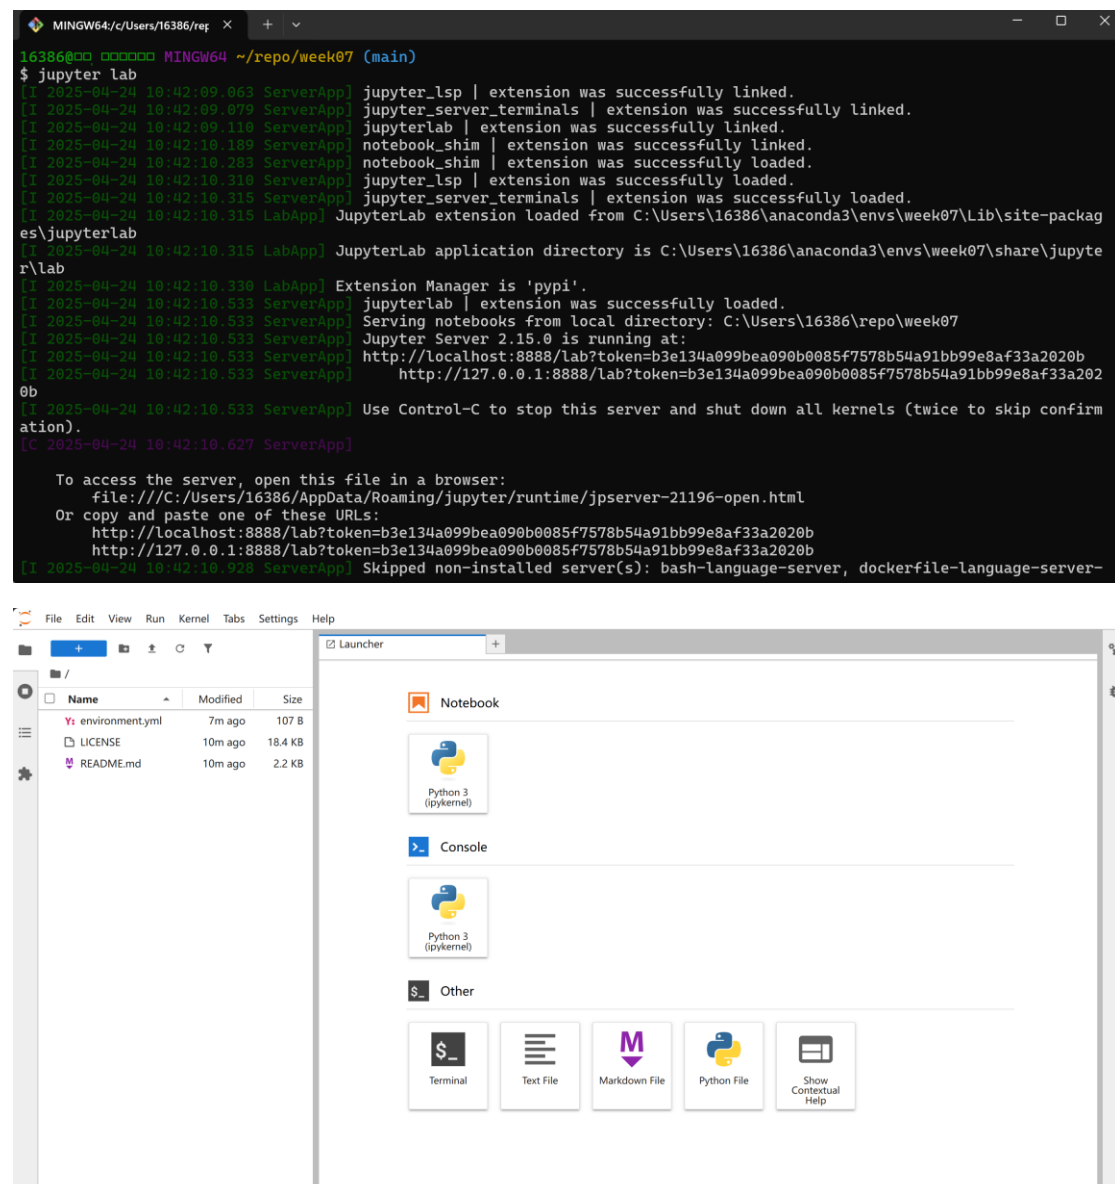 MINGW64:/c/Users/16386/rep
16386@□□ □□□□□□ MINGW64 ~/repo/week07 (main)
$ jupyter lab
[I 2025-04-24 10:42:09.063 ServerApp] jupyter_lsp | extension was successfully linked.
[I 2025-04-24 10:42:09.079 ServerApp] jupyter_server_terminals | extension was successfully linked.
[I 2025-04-24 10:42:09.110 ServerApp] jupyterlab | extension was successfully linked.
[I 2025-04-24 10:42:10.189 ServerApp] notebook_shim | extension was successfully linked.
[I 2025-04-24 10:42:10.283 ServerApp] notebook_shim | extension was successfully loaded.
[I 2025-04-24 10:42:10.310 ServerApp] jupyter_lsp | extension was successfully loaded.
[I 2025-04-24 10:42:10.315 ServerApp] jupyter_server_terminals | extension was successfully loaded.
[I 2025-04-24 10:42:10.315 LabApp] JupyterLab extension loaded from C:\Users\16386\anaconda3\envs\week07\Lib\site-packag
es\jupyterlab
[I 2025-04-24 10:42:10.315 LabApp] JupyterLab application directory is C:\Users\16386\anaconda3\envs\week07\share\jupyte
r\lab
[I 2025-04-24 10:42:10.330 LabApp] Extension Manager is 'pypi'.
[I 2025-04-24 10:42:10.533 ServerApp] jupyterlab | extension was successfully loaded.
[I 2025-04-24 10:42:10.533 ServerApp] Serving notebooks from local directory: C:\Users\16386\repo\week07
[I 2025-04-24 10:42:10.533 ServerApp] Jupyter Server 2.15.0 is running at:
[I 2025-04-24 10:42:10.533 ServerApp] http://localhost:8888/lab?token=b3e134a099bea090b0085f7578b54a91bb99e8af33a2020b
[I 2025-04-24 10:42:10.533 ServerApp]     http://127.0.0.1:8888/lab?token=b3e134a099bea090b0085f7578b54a91bb99e8af33a202
0b
[I 2025-04-24 10:42:10.533 ServerApp] Use Control-C to stop this server and shut down all kernels (twice to skip confirm
ation).
[C 2025-04-24 10:42:10.627 ServerApp]
To access the server, open this file in a browser:
file:///C:/Users/16386/AppData/Roaming/jupyter/runtime/jpserver-21196-open.html
Or copy and paste one of these URLs:
http://localhost:8888/lab?token=b3e134a099bea090b0085f7578b54a91bb99e8af33a2020b
http://127.0.0.1:8888/lab?token=b3e134a099bea090b0085f7578b54a91bb99e8af33a2020b
[I 2025-04-24 10:42:10.928 ServerApp] Skipped non-installed server(s): bash-language-server, dockerfile-language-server-
File Edit View Run Kernel Tabs Settings Help
Launcher
/
Name Modified Size
Y: environment.yml 7m ago 107 B
LICENSE 10m ago 18.4 KB
M README.md 10m ago 2.2 KB
Notebook
Python 3
(ipykernel)
>_ Console
Python 3
(ipykernel)
$_ Other
$_
M
Terminal
Text File
Markdown File
Python File
Show
Contextual
Help